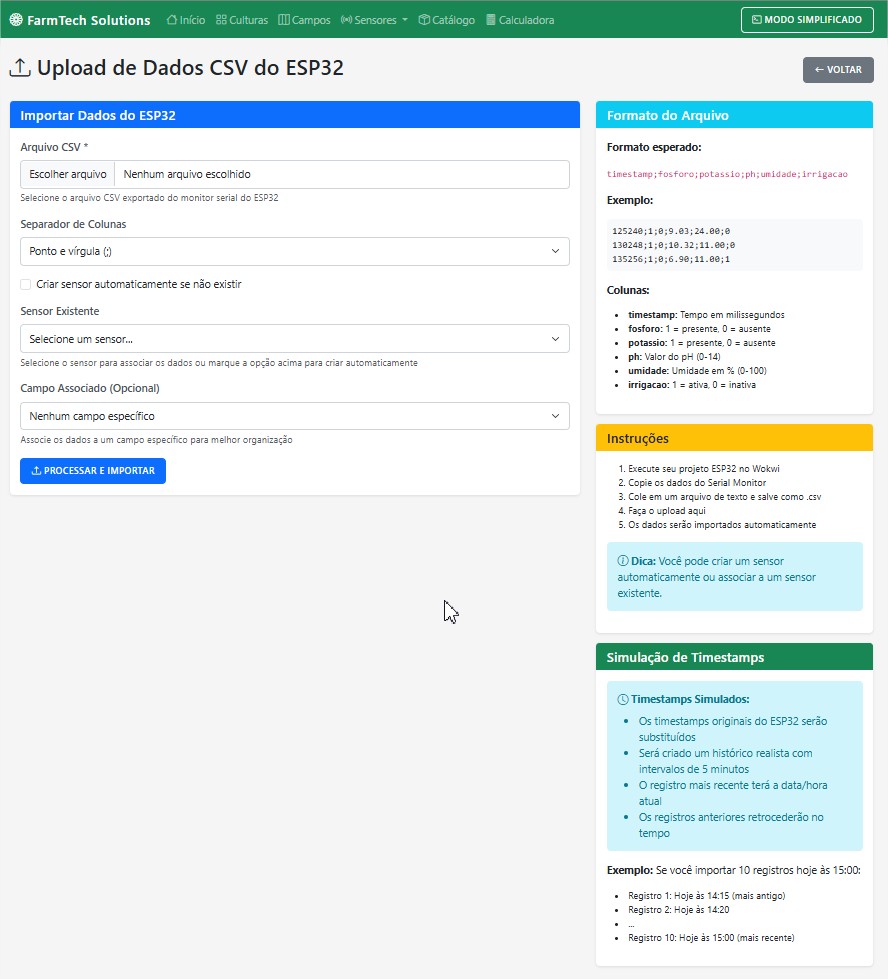 FarmTech Solutions Início Culturas Campos Sensores Catálogo Calculadora MODO SIMPLIFICADO
Upload de Dados CSV do ESP32
← VOLTAR
Importar Dados do ESP32
Arquivo CSV *
Escolher arquivo Nenhum arquivo escolhido
Selecione o arquivo CSV exportado do monitor serial do ESP32
Separador de Colunas
Ponto e vírgula (;)
Criar sensor automaticamente se não existir
Sensor Existente
Selecione um sensor...
Selecione o sensor para associar os dados ou marque a opção acima para criar automaticamente
Campo Associado (Opcional)
Nenhum campo específico
Associe os dados a um campo específico para melhor organização
PROCESSAR E IMPORTAR
Formato do Arquivo
Formato esperado:
timestamp;fosforo;potassio;ph;umidade;irrigacao
Exemplo:
125240;1;0;9.03;24.00;0
130248;1;0;10.32;11.00;0
135256;1;0;6.90;11.00;1
Colunas:
• timestamp: Tempo em milissegundos
• fosforo: 1 = presente, 0 = ausente
• potassio: 1 = presente, 0 = ausente
• ph: Valor do pH (0-14)
• umidade: Umidade em % (0-100)
• irrigacao: 1 = ativa, 0 = inativa
Instruções
1. Execute seu projeto ESP32 no Wokwi
2. Copie os dados do Serial Monitor
3. Cole em um arquivo de texto e salve como .csv
4. Faça o upload aqui
5. Os dados serão importados automaticamente
Dica: Você pode criar um sensor
automaticamente ou associar a um sensor
existente.
Simulação de Timestamps
Timestamps Simulados:
• Os timestamps originais do ESP32 serão
substituídos
• Será criado um histórico realista com
intervalos de 5 minutos
• O registro mais recente terá a data/hora
atual
• Os registros anteriores retrocederão no
tempo
Exemplo: Se você importar 10 registros hoje às 15:00:
• Registro 1: Hoje às 14:15 (mais antigo)
• Registro 2: Hoje às 14:20
• ...
• Registro 10: Hoje às 15:00 (mais recente)